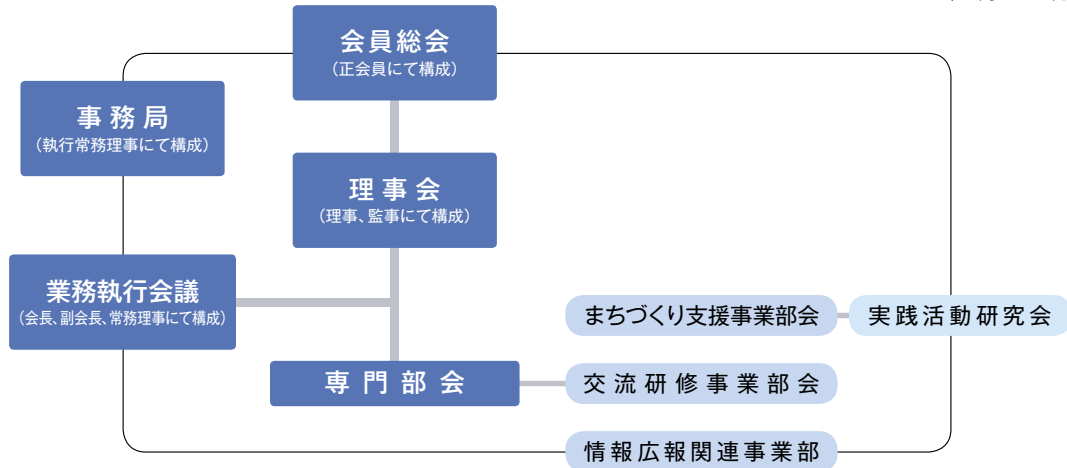 会員総会
(正会員にて構成)
事務局
(執行常務理事にて構成)
理事会
(理事、監事にて構成)
業務執行会議
(会長、副会長、常務理事にて構成)
まちづくり支援事業部会
実践活動研究会
専門部会
交流研修事業部会
情報広報関連事業部